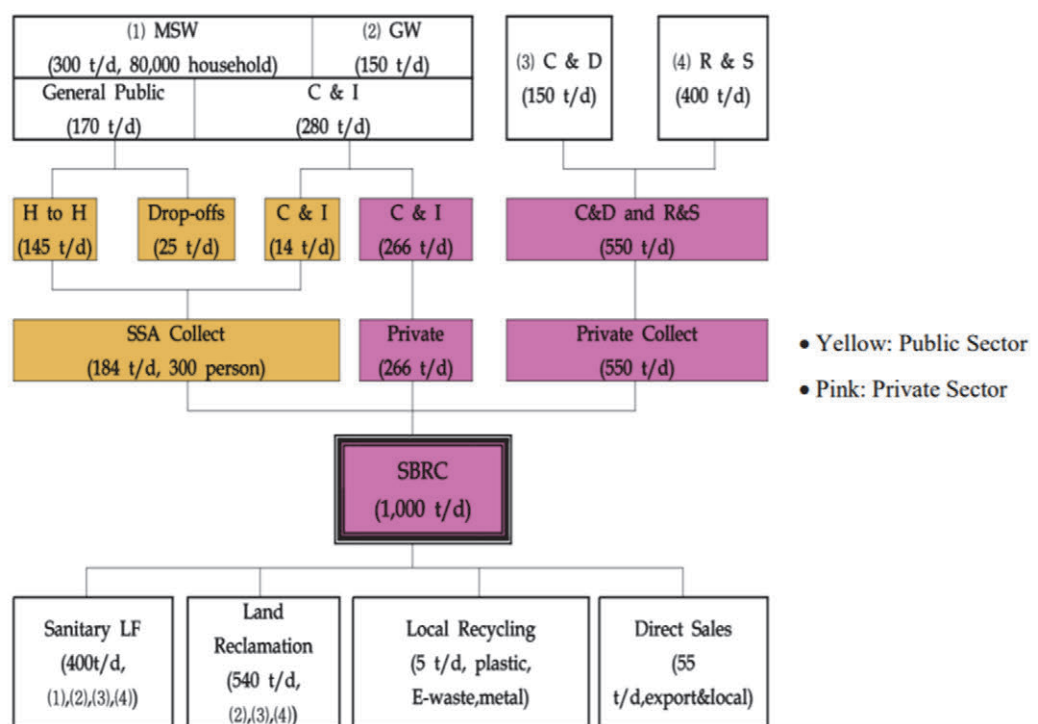 (1) MSW
(300 t/d, 80,000 household)
(2) GW
(150 t/d)
General Public
(170 t/d)
C & I
(280 t/d)
(3) C & D
(150 t/d)
(4) R & S
(400 t/d)
H to H
(145 t/d)
Drop-offs
(25 t/d)
C & I
(14 t/d)
C & I
(266 t/d)
C&D and R&S
(550 t/d)
SSA Collect
(184 t/d, 300 person)
Private
(266 t/d)
Private Collect
(550 t/d)
• Yellow: Public Sector
• Pink: Private Sector
SBRC
(1,000 t/d)
Sanitary LF
(400t/d,
(1),(2),(3),(4))
Land
Reclamation
(540 t/d,
(2),(3),(4))
Local Recycling
(5 t/d, plastic,
E-waste,metal)
Direct Sales
(55
t/d,export&local)